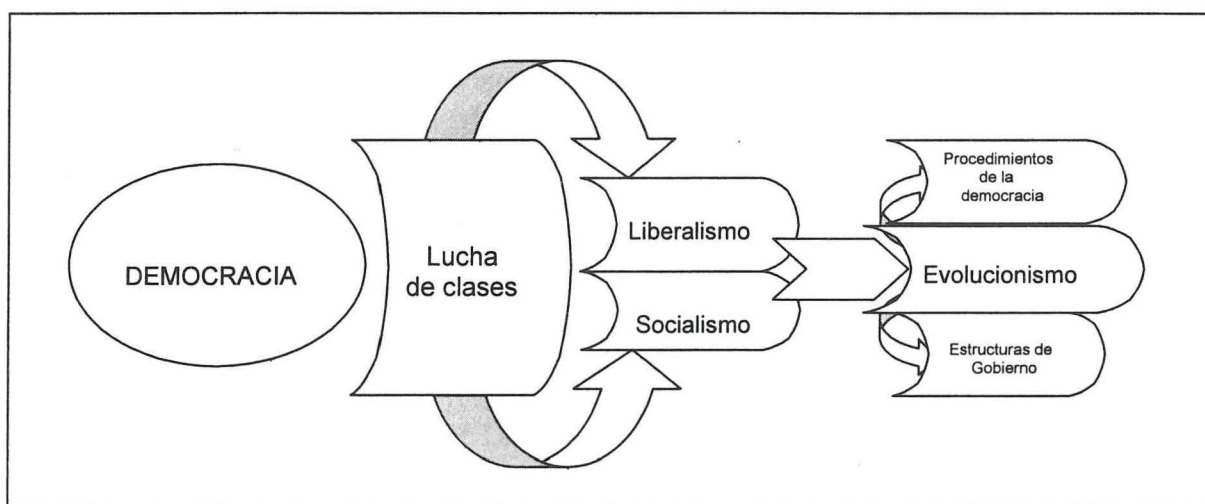 DEMOCRACIA
Lucha
de clases
Liberalismo
Socialismo
Procedimientos
de la
democracia
Evolucionismo
Estructuras de
Gobierno